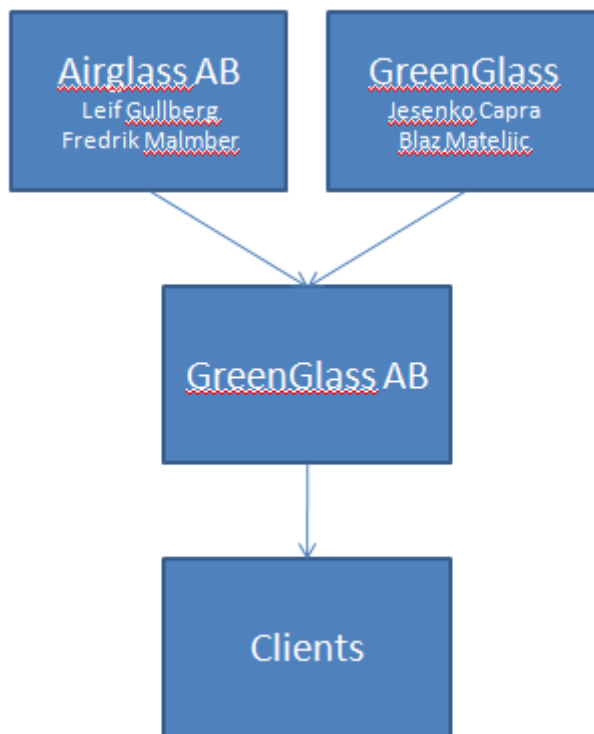 Airglass AB
Leif Gullberg
Fredrik Malmber
GreenGlass
Jesenko Capra
Blaz Mateljic
GreenGlass AB
Clients